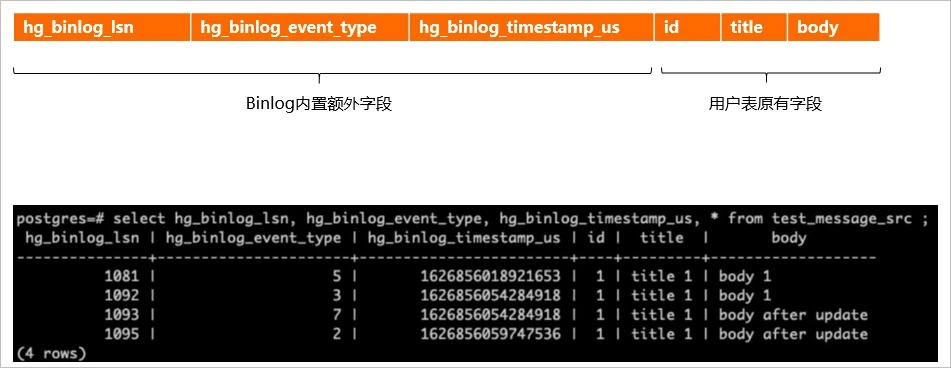 hg_binlog_lsn hg_binlog_event_type hg_binlog_timestamp_us id title body
Binlog内置额外字段 用户表原有字段
postgres=# select hg_binlog_lsn, hg_binlog_event_type, hg_binlog_timestamp_us, * from test_message_src ;
hg_binlog_lsn | hg_binlog_event_type | hg_binlog_timestamp_us | id | title | body
---------------+----------------------+------------------------+----+---------+-------------------
1081 | 5 | 1626856018921653 | 1 | title 1 | body 1
1092 | 3 | 1626856054284918 | 1 | title 1 | body 1
1093 | 7 | 1626856054284918 | 1 | title 1 | body after update
1095 | 2 | 1626856059747536 | 1 | title 1 | body after update
(4 rows)